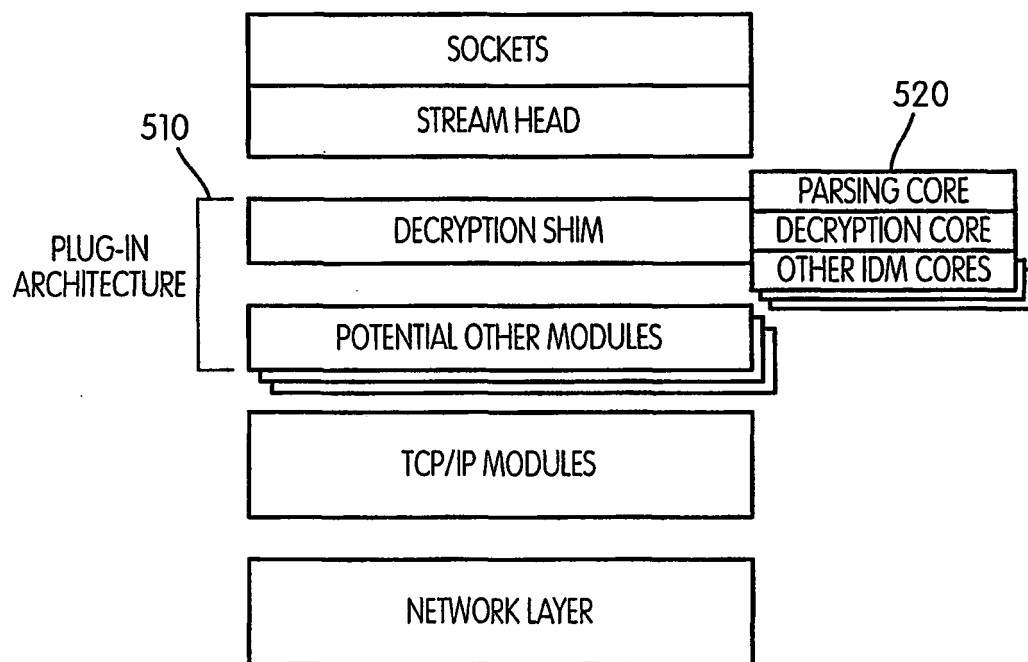 SOCKETS
STREAM HEAD
510
520
PARSING CORE
DECRYPTION SHIM
DECRYPTION CORE
OTHER IDM CORES
PLUG-IN
ARCHITECTURE
POTENTIAL OTHER MODULES
TCP/IP MODULES
NETWORK LAYER